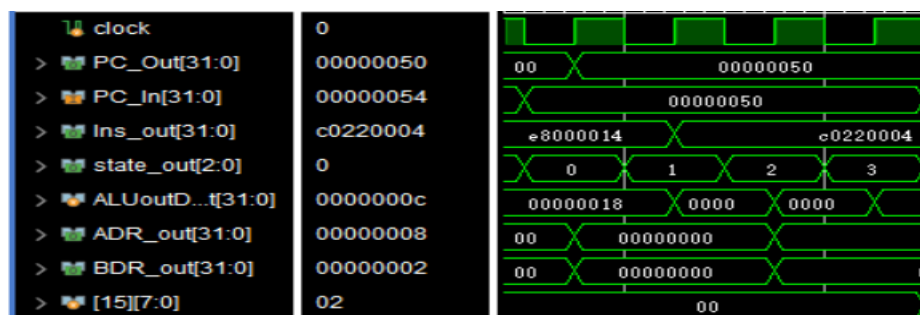 clock 0
> PC_Out[31:0] 00000050 00 00000050
> PC_In[31:0] 00000054 00000050
> Ins_out[31:0] c0220004 e8000014 c0220004
> state_out[2:0] 0 0 1 2 3
> ALUoutD...t[31:0] 0000000c 00000018 0000 0000
> ADR_out[31:0] 00000008 00 00000000
> BDR_out[31:0] 00000002 00 00000000
> [15][7:0] 02 00